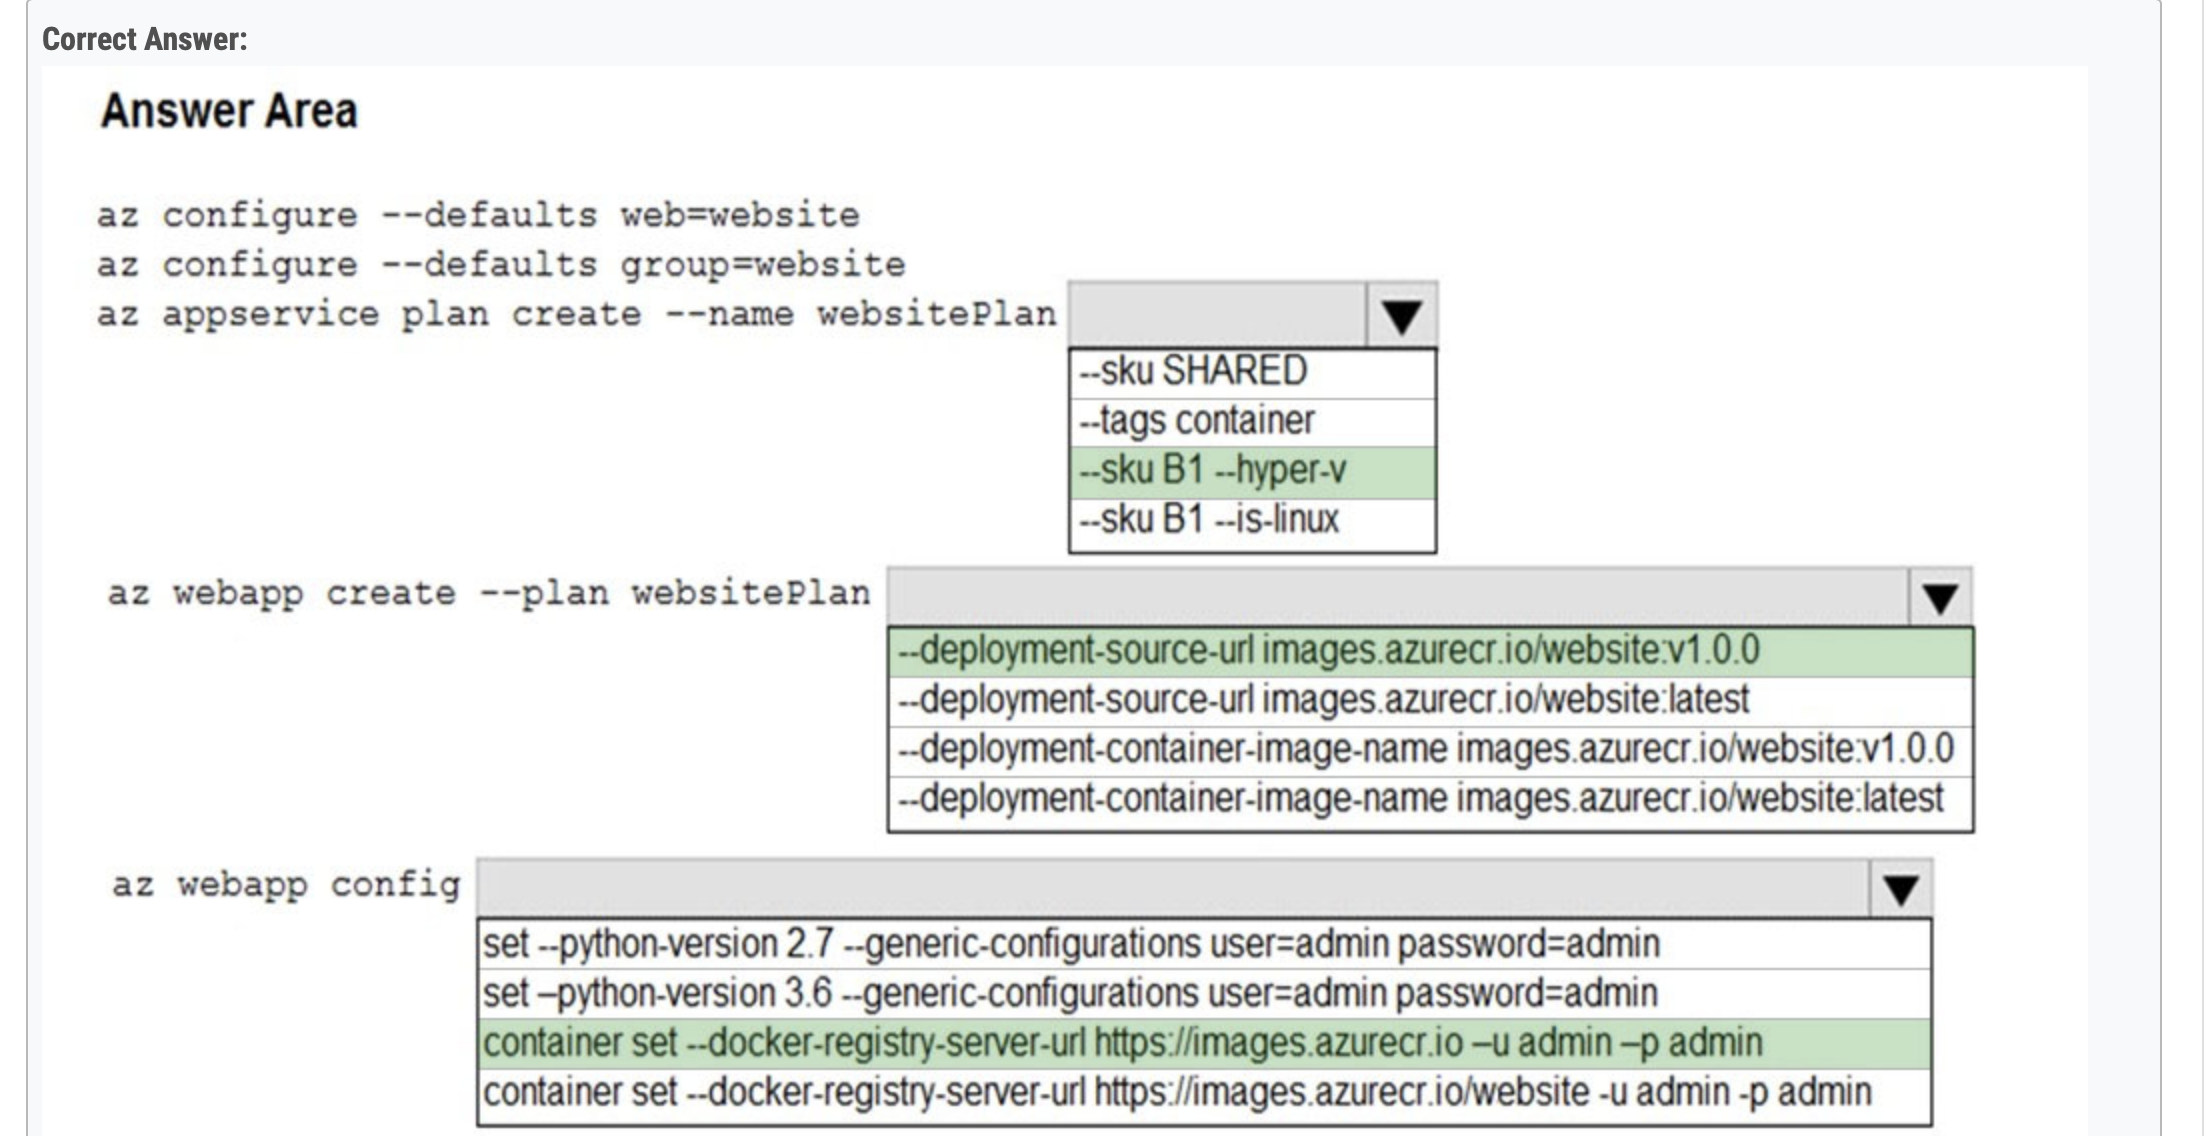 Correct Answer:
Answer Area
az configure --defaults web=website
az configure --defaults group=website
az appservice plan create --name websitePlan
--sku SHARED
--tags container
--sku B1 --hyper-v
--sku B1 --is-linux
az webapp create --plan websitePlan
--deployment-source-url images.azurecr.io/website:v1.0.0
--deployment-source-url images.azurecr.io/website:latest
--deployment-container-image-name images.azurecr.io/website:v1.0.0
--deployment-container-image-name images.azurecr.io/website:latest
az webapp config
set --python-version 2.7 --generic-configurations user=admin password=admin
set –python-version 3.6 --generic-configurations user=admin password=admin
container set --docker-registry-server-url https://images.azurecr.io –u admin –p admin
container set --docker-registry-server-url https://images.azurecr.io/website -u admin -p admin